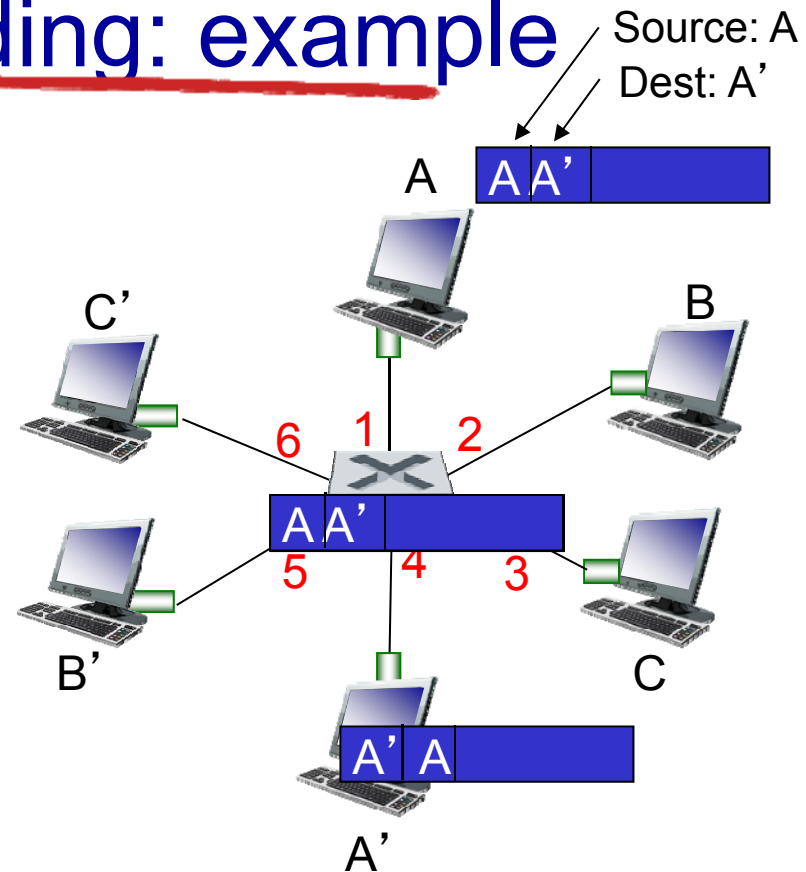 ding: example
Source: A
Dest: A’
A
A A’
C’
B
6 1 2
A A’
5 4 3
B’
C
A’ A
A’